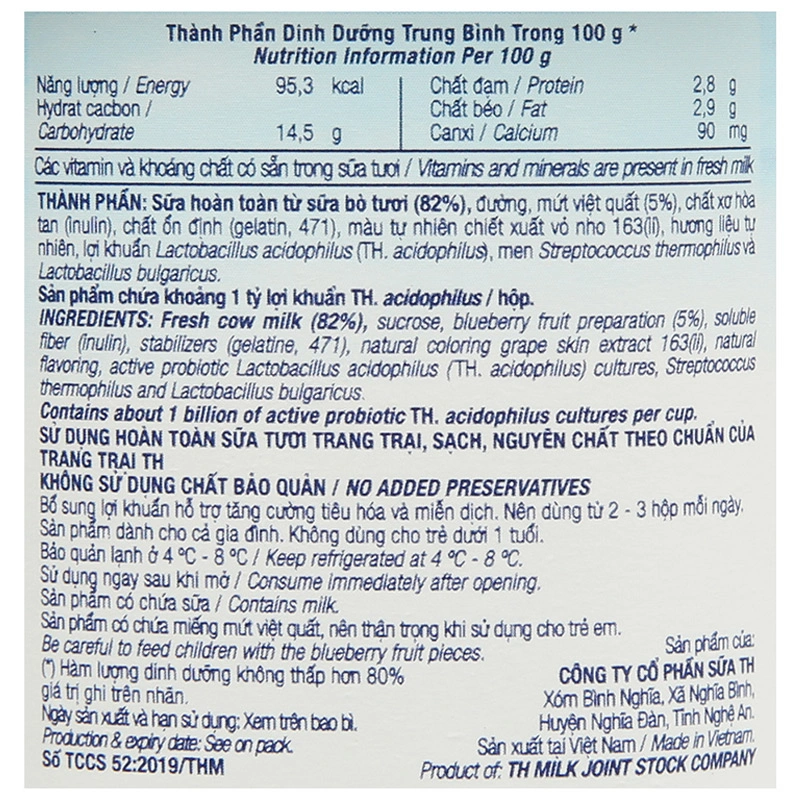 Thành Phần Dinh Dưỡng Trung Bình Trong 100 g *
Nutrition Information Per 100 g
Năng lượng / Energy 95,3 kcal
Hydrat cacbon /
Carbohydrate 14,5 g
Chất đạm / Protein 2,8 g
Chất béo / Fat 2,9 g
Canxi / Calcium 90 mg
Các vitamin và khoáng chất có sẵn trong sữa tươi / Vitamins and minerals are present in fresh milk
THÀNH PHẦN: Sữa hoàn toàn từ sữa bò tươi (82%), đường, mứt việt quất (5%), chất xơ hòa
tan (inulin), chất ổn định (gelatin, 471), màu tự nhiên chiết xuất vỏ nho 163(ii), hương liệu tự
nhiên, lợi khuẩn Lactobacillus acidophilus (TH. acidophilus), men Streptococcus thermophilus và
Lactobacillus bulgaricus.
Sản phẩm chứa khoảng 1 tỷ lợi khuẩn TH. acidophilus / hộp.
INGREDIENTS: Fresh cow milk (82%), sucrose, blueberry fruit preparation (5%), soluble
fiber (inulin), stabilizers (gelatine, 471), natural coloring grape skin extract 163(ii), natural
flavoring, active probiotic Lactobacillus acidophilus (TH. acidophilus) cultures, Streptococcus
thermophilus and Lactobacillus bulgaricus.
Contains about 1 billion of active probiotic TH. acidophilus cultures per cup.
SỬ DỤNG HOÀN TOÀN SỮA TƯƠI TRANG TRẠI, SẠCH, NGUYÊN CHẤT THEO CHUẨN CỦA
TRANG TRẠI TH
KHÔNG SỬ DỤNG CHẤT BẢO QUẢN / NO ADDED PRESERVATIVES
Bổ sung lợi khuẩn hỗ trợ tăng cường tiêu hóa và miễn dịch. Nên dùng từ 2 - 3 hộp mỗi ngày.
Sản phẩm dành cho cả gia đình. Không dùng cho trẻ dưới 1 tuổi.
Bảo quản lạnh ở 4 ºC - 8 ºC / Keep refrigerated at 4 ºC - 8 ºC.
Sử dụng ngay sau khi mở / Consume immediately after opening.
Sản phẩm có chứa sữa / Contains milk.
Sản phẩm có chứa miếng mứt việt quất, nên thận trọng khi sử dụng cho trẻ em.
Be careful to feed children with the blueberry fruit pieces.
(*) Hàm lượng dinh dưỡng không thấp hơn 80%
giá trị ghi trên nhãn.
Ngày sản xuất và hạn sử dụng: Xem trên bao bì.
Production & expiry date: See on pack.
Số TCCS 52:2019/THM
Sản phẩm của:
CÔNG TY CỔ PHẦN SỮA TH
Xóm Bình Nghĩa, Xã Nghĩa Bình,
Huyện Nghĩa Đàn, Tỉnh Nghệ An.
Sản xuất tại Việt Nam / Made in Vietnam.
Product of: TH MILK JOINT STOCK COMPANY